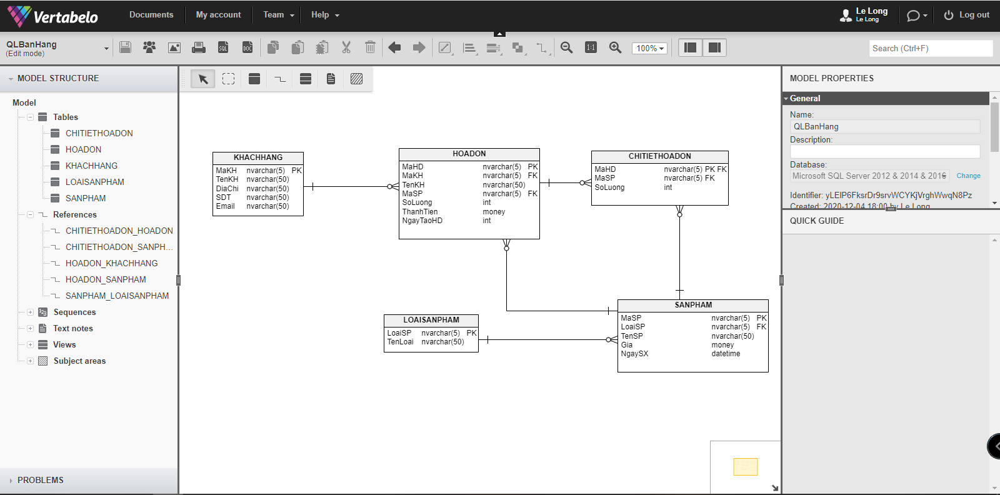 Vertabelo
Documents
My account
Team
Help
Le Long
Le Long
Log out
QLBanHang
(Edit mode)
SQL
DOC
1:1
100%
Search (Ctrl+F)
MODEL STRUCTURE
Model
Tables
CHITIETHOADON
HOADON
KHACHHANG
LOAISANPHAM
SANPHAM
References
CHITIETHOADON_HOADON
CHITIETHOADON_SANPH...
HOADON_KHACHHANG
HOADON_SANPHAM
SANPHAM_LOAISANPHAM
123 Sequences
Text notes
Views
Subject areas
PROBLEMS
KHACHHANG
MaKH nvarchar(5) PK
TenKH nvarchar(50)
DiaChi nvarchar(50)
SDT nvarchar(50)
Email nvarchar(50)
HOADON
MaHD nvarchar(5) PK
MaKH nvarchar(5) FK
TenKH nvarchar(50)
MaSP nvarchar(5) FK
SoLuong int
ThanhTien money
NgayTaoHD int
CHITIETHOADON
MaHD nvarchar(5) PK FK
MaSP nvarchar(5) FK
SoLuong int
LOAISANPHAM
LoaiSP nvarchar(5) PK
TenLoai nvarchar(50)
SANPHAM
MaSP nvarchar(5) PK
LoaiSP nvarchar(5) FK
TenSP nvarchar(50)
Gia money
NgaySX datetime
MODEL PROPERTIES
General
Name:
QLBanHang
Description:
Database:
Microsoft SQL Server 2012 & 2014 & 2016 Change
Identifier: yLEIP6FksrDr9srvWCYKjVrghWwqN8Pz
Created: 2020-12-04 18:00 by Le Long
QUICK GUIDE